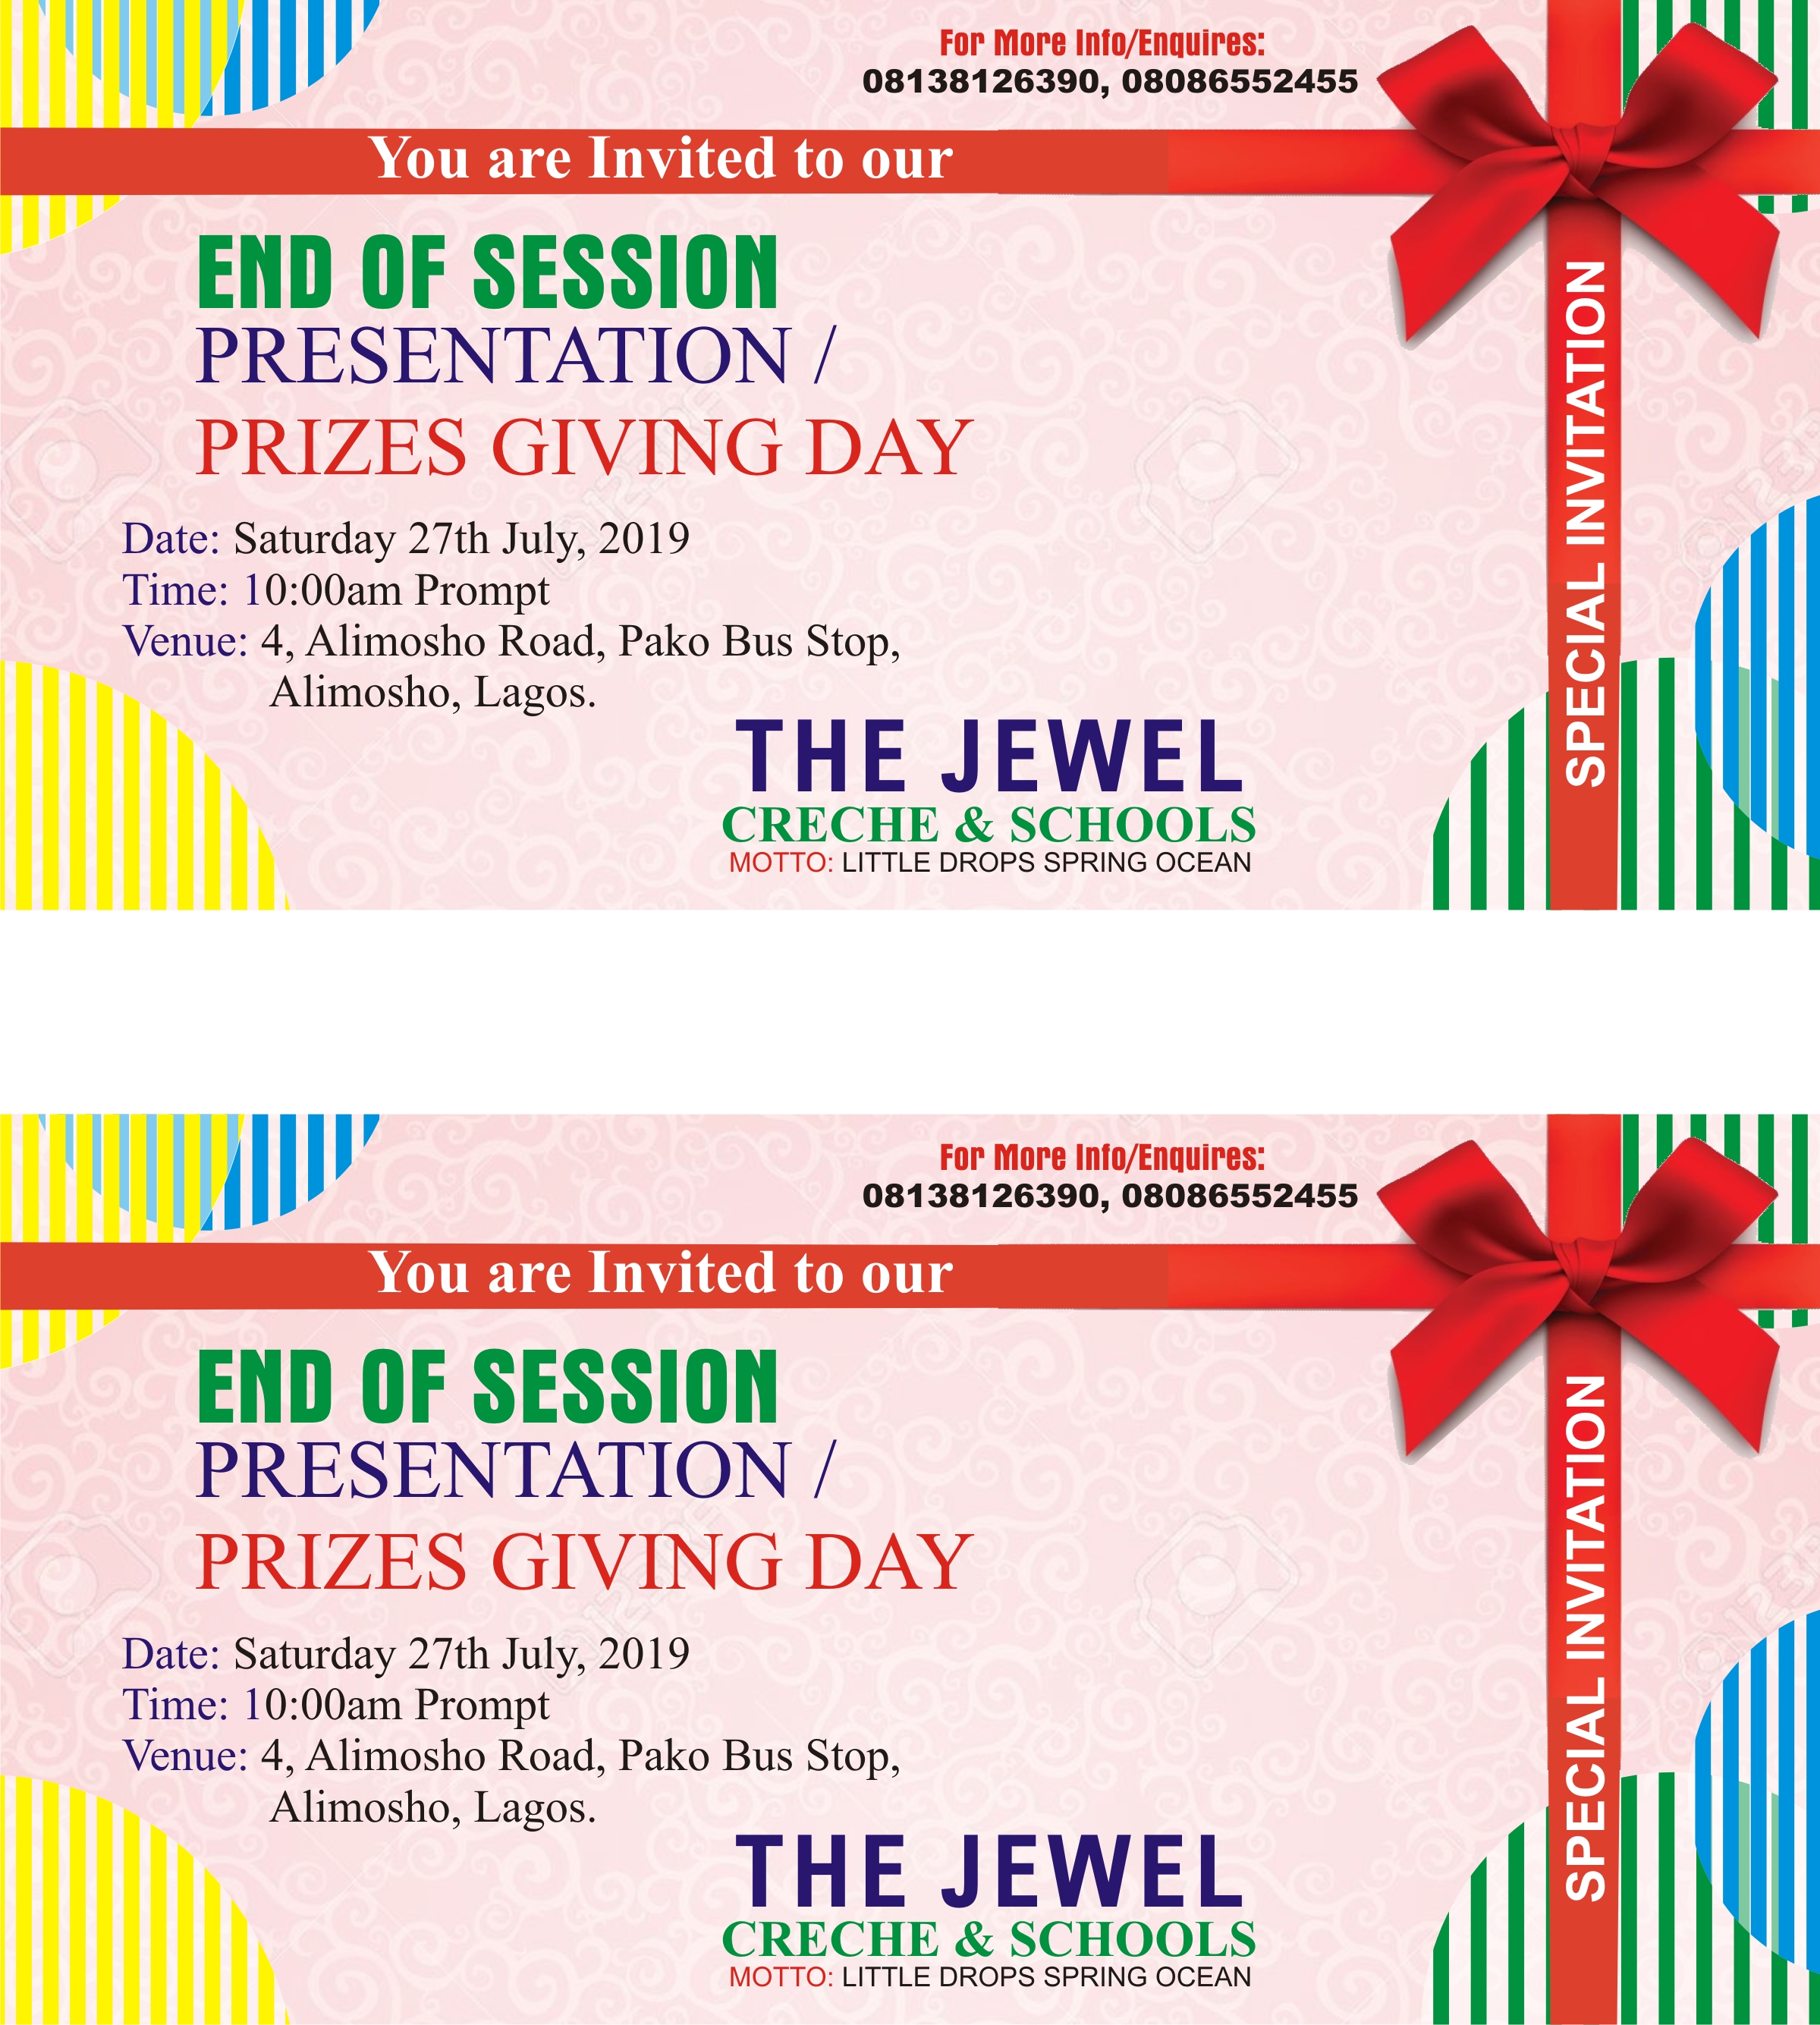 For More Info/Enquires:
08138126390, 08086552455
You are Invited to our
END OF SESSION
PRESENTATION /
PRIZES GIVING DAY
Date: Saturday 27th July, 2019
Time: 10:00am Prompt
Venue: 4, Alimosho Road, Pako Bus Stop,
Alimosho, Lagos.
THE JEWEL
CRECHE & SCHOOLS
MOTTO: LITTLE DROPS SPRING OCEAN
SPECIAL INVITATION
For More Info/Enquires:
08138126390, 08086552455
You are Invited to our
END OF SESSION
PRESENTATION /
PRIZES GIVING DAY
Date: Saturday 27th July, 2019
Time: 10:00am Prompt
Venue: 4, Alimosho Road, Pako Bus Stop,
Alimosho, Lagos.
THE JEWEL
CRECHE & SCHOOLS
MOTTO: LITTLE DROPS SPRING OCEAN
SPECIAL INVITATION